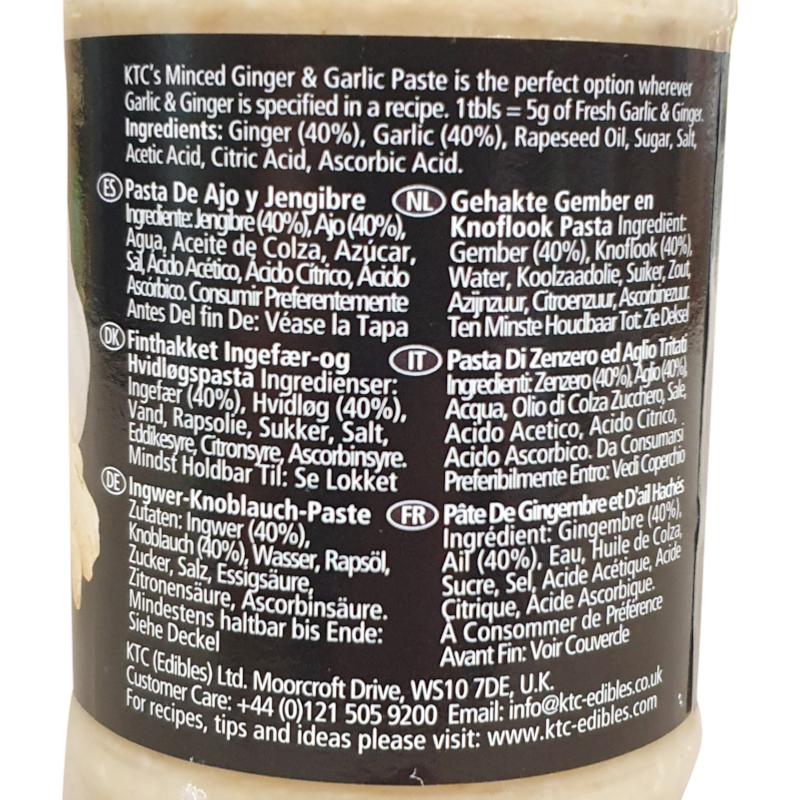 KTC's Minced Ginger & Garlic Paste is the perfect option wherever
Garlic & Ginger is specified in a recipe. 1tbls = 5g of Fresh Garlic & Ginger.
Ingredients: Ginger (40%), Garlic (40%), Rapeseed Oil, Sugar, Salt,
Acetic Acid, Citric Acid, Ascorbic Acid.
ES Pasta De Ajo y Jengibre
Ingrediente: Jengibre (40%), Ajo (40%),
Agua, Aceite de Colza, Azúcar,
Sal, Ácido Acético, Ácido Cítrico, Ácido
Ascórbico. Consumir Preferentemente
Antes Del fin De: Véase la Tapa
NL Gehakte Gember en
Knoflook Pasta Ingrediënt:
Gember (40%), Knoflook (40%),
Water, Koolzaadolie, Suiker, Zout,
Azijnzuur, Citroenzuur, Ascorbinezuur.
Ten Minste Houdbaar Tot: Zie Deksel
DK Finthakket Ingefær-og
Hvidløgspasta Ingredienser:
Ingefær (40%), Hvidløg (40%),
Vand, Rapsolie, Sukker, Salt,
Eddikesyre, Citronsyre, Ascorbinsyre.
Mindst Holdbar Til: Se Lokket
IT Pasta Di Zenzero ed Aglio Tritati
Ingredienti: Zenzero (40%), Aglio (40%),
Acqua, Olio di Colza Zucchero, Sale,
Acido Acetico, Acido Citrico,
Acido Ascorbico. Da Consumarsi
Preferibilmente Entro: Vedi Coperchio
DE Ingwer-Knoblauch-Paste
Zutaten: Ingwer (40%),
Knoblauch (40%), Wasser, Rapsöl,
Zucker, Salz, Essigsäure,
Zitronensäure, Ascorbinsäure.
Mindestens haltbar bis Ende:
Siehe Deckel
FR Pâte De Gingembre et D'ail Hachés
Ingrédient: Gingembre (40%),
Ail (40%), Eau, Huile de Colza,
Sucre, Sel, Acide Acétique, Acide
Citrique, Acide Ascorbique.
À Consommer de Préférence
Avant Fin: Voir Couvercle
KTC (Edibles) Ltd. Moorcroft Drive, WS10 7DE, U.K.
Customer Care: +44 (0)121 505 9200 Email: info@ktc-edibles.co.uk
For recipes, tips and ideas please visit: www.ktc-edibles.com